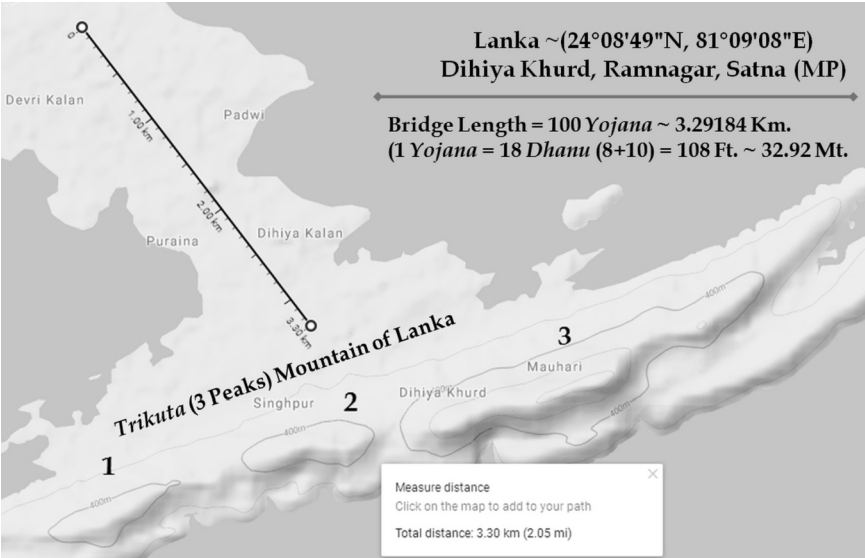 Lanka ~(24°08'49"N, 81°09'08"E)
Dihiya Khurd, Ramnagar, Satna (MP)
Bridge Length = 100 Yojana ~ 3.29184 Km.
(1 Yojana = 18 Dhanu (8+10) = 108 Ft. ~ 32.92 Mt.
0
Devri Kalan
Padwi
1.00 km
2.00 km
Puraina
Dihiya Kalan
3.30 km
400m
Trikuta (3 Peaks) Mountain of Lanka
3
Mauhari
Dihiya Khurd
Singhpur
2
400m
400m
1
400m
Measure distance
Click on the map to add to your path
Total distance: 3.30 km (2.05 mi)